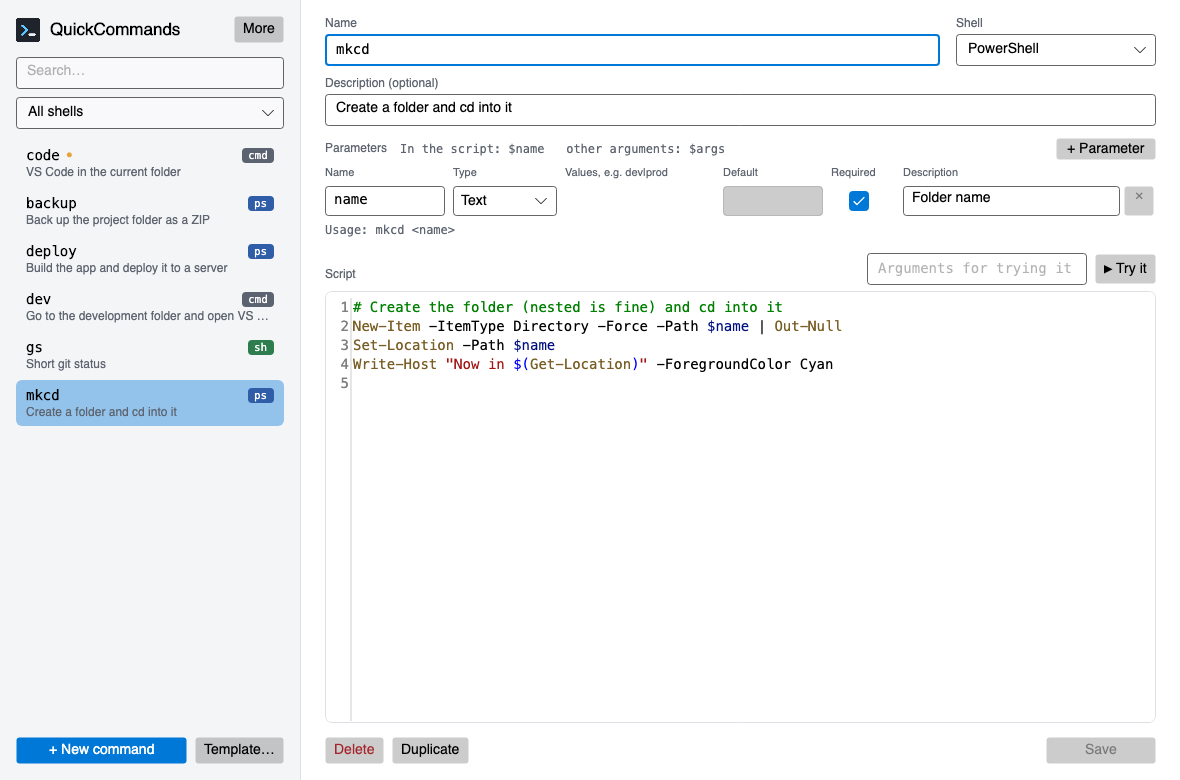 QuickCommands
More
Search…
All shells
code
cmd
VS Code in the current folder
backup
ps
Back up the project folder as a ZIP
deploy
ps
Build the app and deploy it to a server
dev
cmd
Go to the development folder and open VS …
gs
sh
Short git status
mkcd
ps
Create a folder and cd into it
+ New command
Template…
Name
mkcd
Shell
PowerShell
Description (optional)
Create a folder and cd into it
Parameters In the script: $name other arguments: $args
+ Parameter
Name Type Values, e.g. dev|prod Default Required Description
name Text Folder name ×
Usage: mkcd <name>
Script
Arguments for trying it
▶ Try it
1 # Create the folder (nested is fine) and cd into it
2 New-Item -ItemType Directory -Force -Path $name | Out-Null
3 Set-Location -Path $name
4 Write-Host "Now in $(Get-Location)" -ForegroundColor Cyan
5
Delete
Duplicate
Save